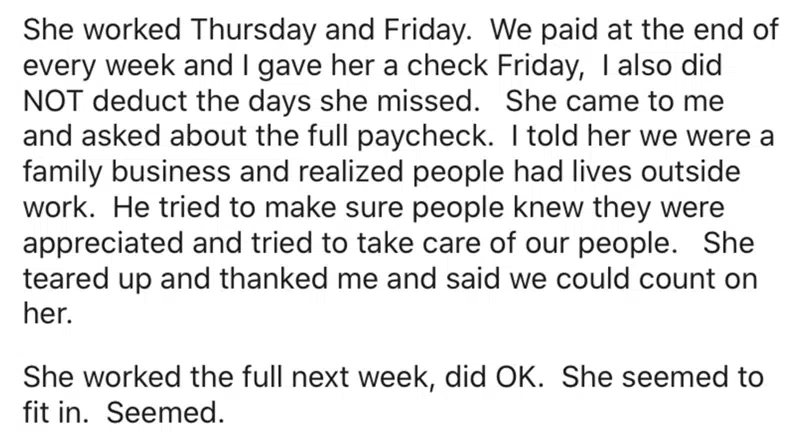 She worked Thursday and Friday.  We paid at the end of
every week and I gave her a check Friday,  I also did
NOT deduct the days she missed.   She came to me
and asked about the full paycheck.  I told her we were a
family business and realized people had lives outside
work.  He tried to make sure people knew they were
appreciated and tried to take care of our people.   She
teared up and thanked me and said we could count on
her.
She worked the full next week, did OK.  She seemed to
fit in.  Seemed.